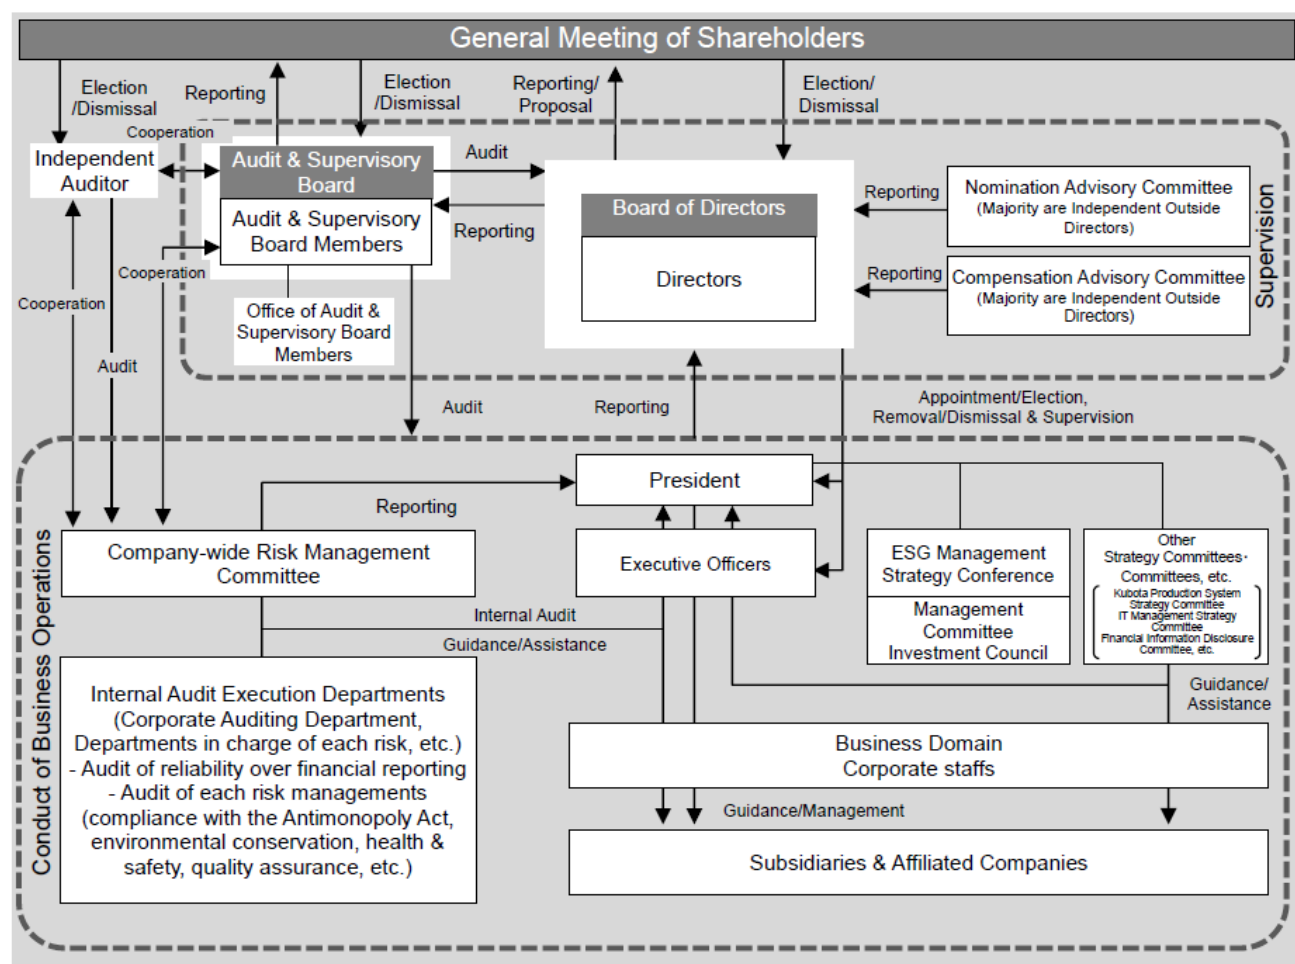 General Meeting of Shareholders
Election
/Dismissal
Reporting
Election
/Dismissal
Reporting/
Proposal
Election/
Dismissal
Cooperation
Independent
Auditor
Audit & Supervisory
Board
Audit & Supervisory
Board Members
Audit
Reporting
Board of Directors
Directors
Reporting
Nomination Advisory Committee
(Majority are Independent Outside
Directors)
Reporting
Compensation Advisory Committee
(Majority are Independent Outside
Directors)
Supervision
Cooperation
Cooperation
Office of Audit &
Supervisory Board
Members
Audit
Audit
Reporting
Appointment/Election,
Removal/Dismissal & Supervision
Conduct of Business Operations
President
Reporting
Company-wide Risk Management
Committee
Executive Officers
ESG Management
Strategy Conference
Management
Committee
Investment Council
Other
Strategy Committees・
Committees, etc.
Kubota Production System
Strategy Committee
IT Management Strategy
Committee
Financial Information Disclosure
Committee, etc.
Internal Audit
Guidance/Assistance
Guidance/
Assistance
Internal Audit Execution Departments
(Corporate Auditing Department,
Departments in charge of each risk, etc.)
- Audit of reliability over financial reporting
- Audit of each risk managements
(compliance with the Antimonopoly Act,
environmental conservation, health &
safety, quality assurance, etc.)
Business Domain
Corporate staffs
Guidance/Management
Subsidiaries & Affiliated Companies